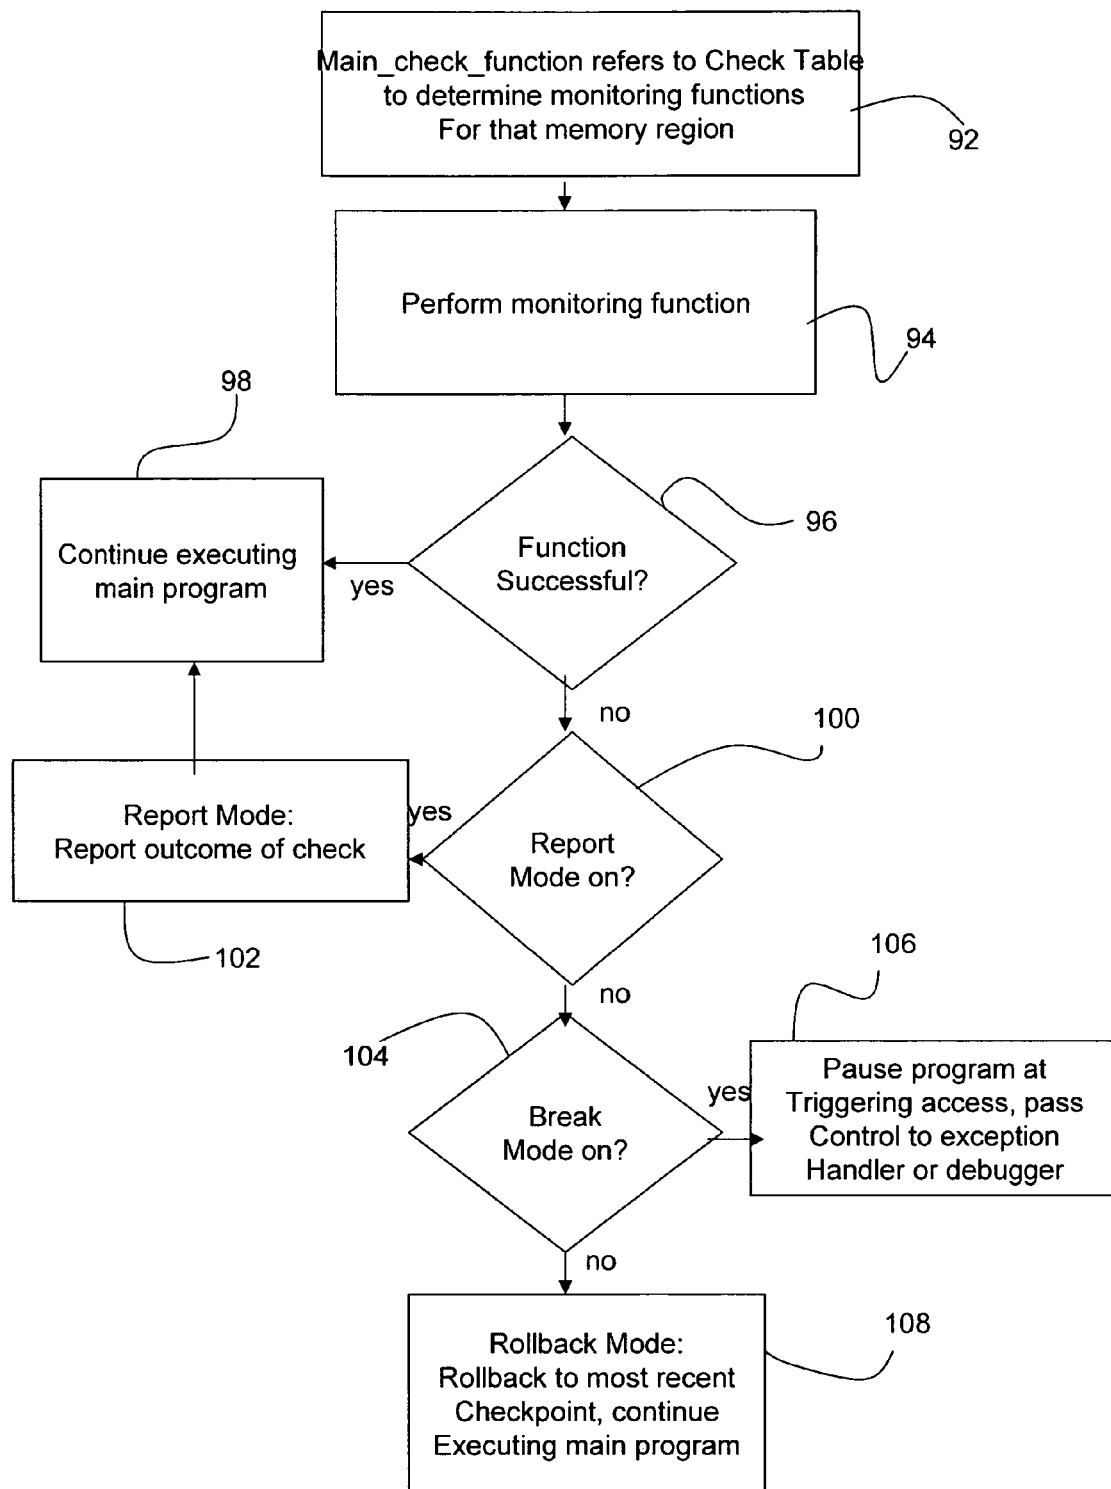 Main_check_function refers to Check Table
to determine monitoring functions
For that memory region
92
Perform monitoring function
94
98
Continue executing
main program
yes
Function
Successful?
96
no
100
Report Mode:
Report outcome of check
yes
Report
Mode on?
102
no
106
104
Break
Mode on?
yes
Pause program at
Triggering access, pass
Control to exception
Handler or debugger
no
108
Rollback Mode:
Rollback to most recent
Checkpoint, continue
Executing main program